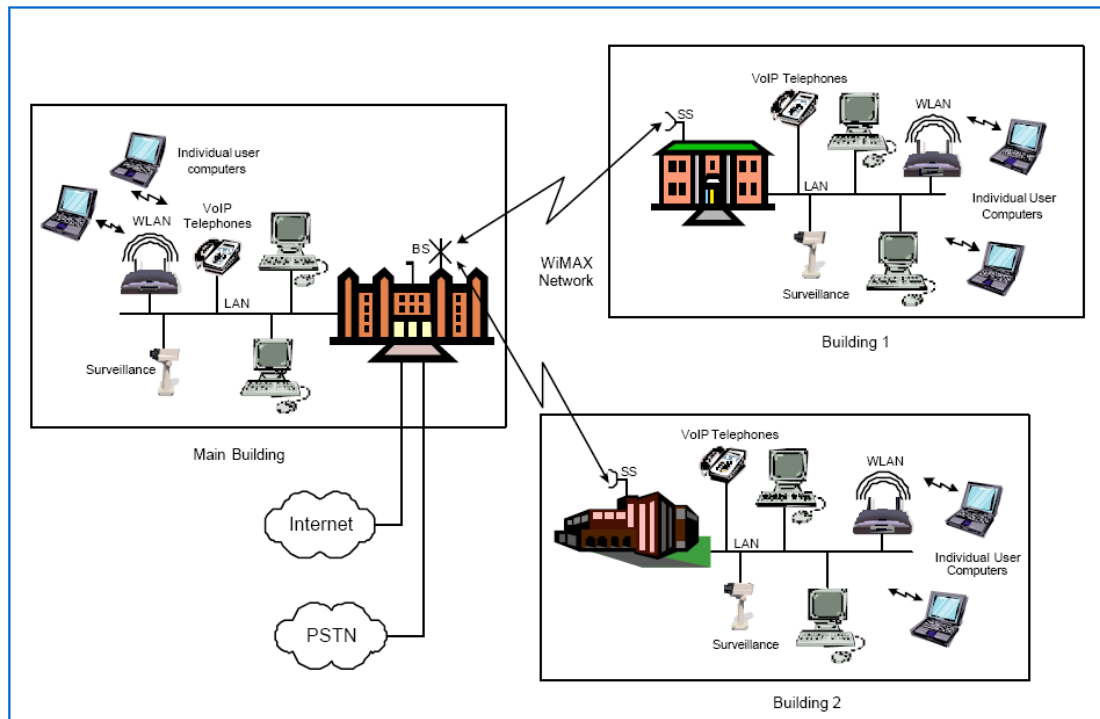 Individual user
computers
WLAN
VoIP
Telephones
BS
LAN
Surveillance
Main Building
Internet
PSTN
WiMAX
Network
VoIP Telephones
SS
WLAN
LAN
Individual User
Computers
Surveillance
Building 1
VoIP Telephones
SS
WLAN
LAN
Individual User
Computers
Surveillance
Building 2